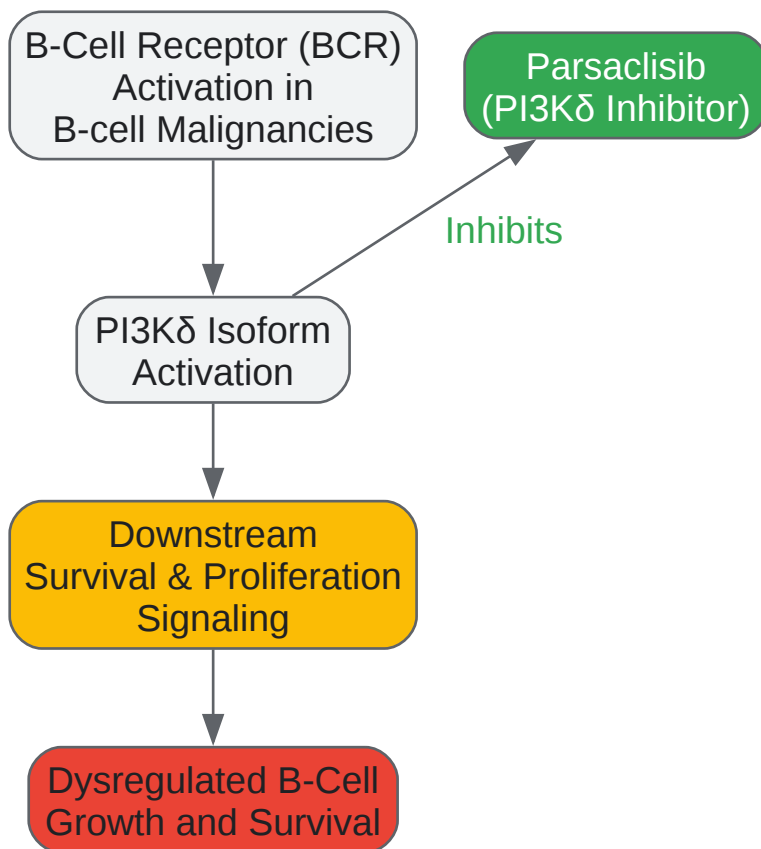 B-Cell Receptor (BCR)
Activation in
B-cell Malignancies
Parsaclisib
(PI3Kδ Inhibitor)
Inhibits
PI3Kδ Isoform
Activation
Downstream
Survival & Proliferation
Signaling
Dysregulated B-Cell
Growth and Survival